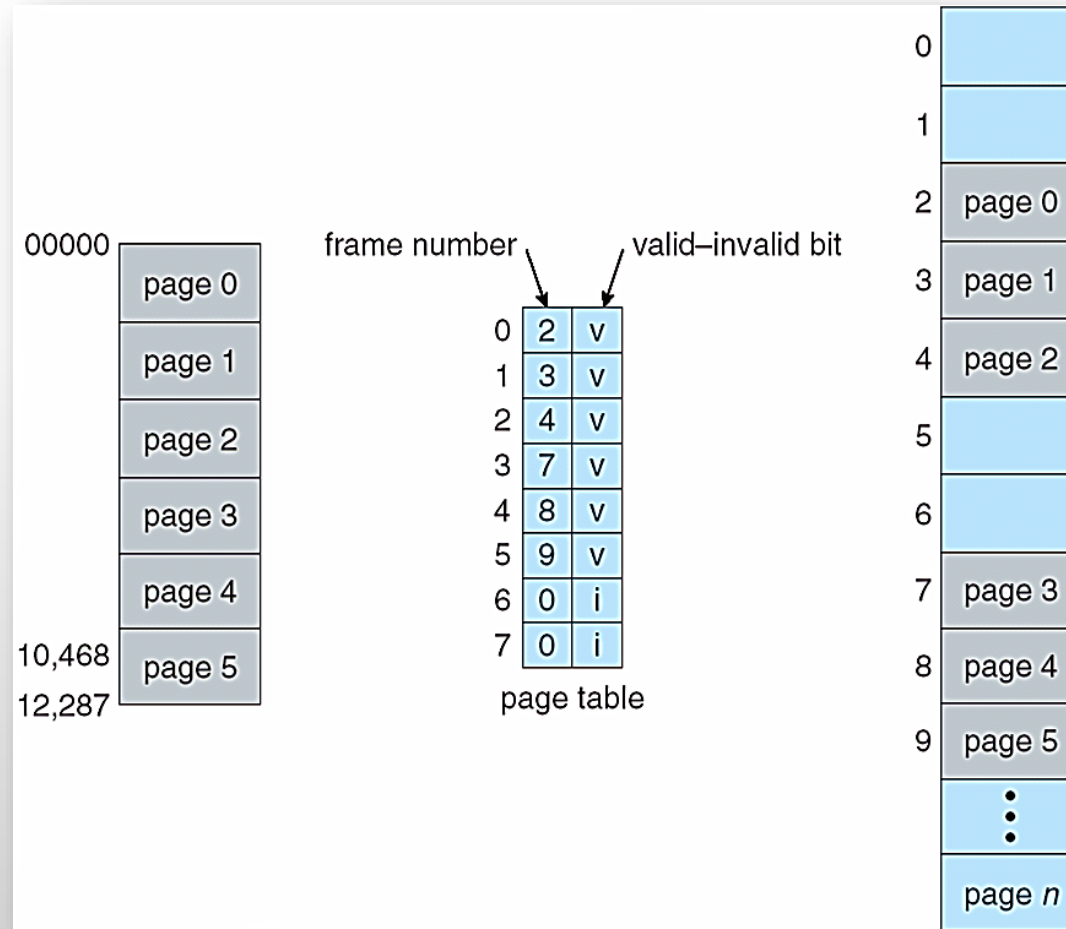 00000
page 0
page 1
page 2
page 3
page 4
10,468
page 5
12,287
frame number
valid–invalid bit
0 2 v
1 3 v
2 4 v
3 7 v
4 8 v
5 9 v
6 0 i
7 0 i
page table
0
1
2 page 0
3 page 1
4 page 2
5
6
7 page 3
8 page 4
9 page 5
page n